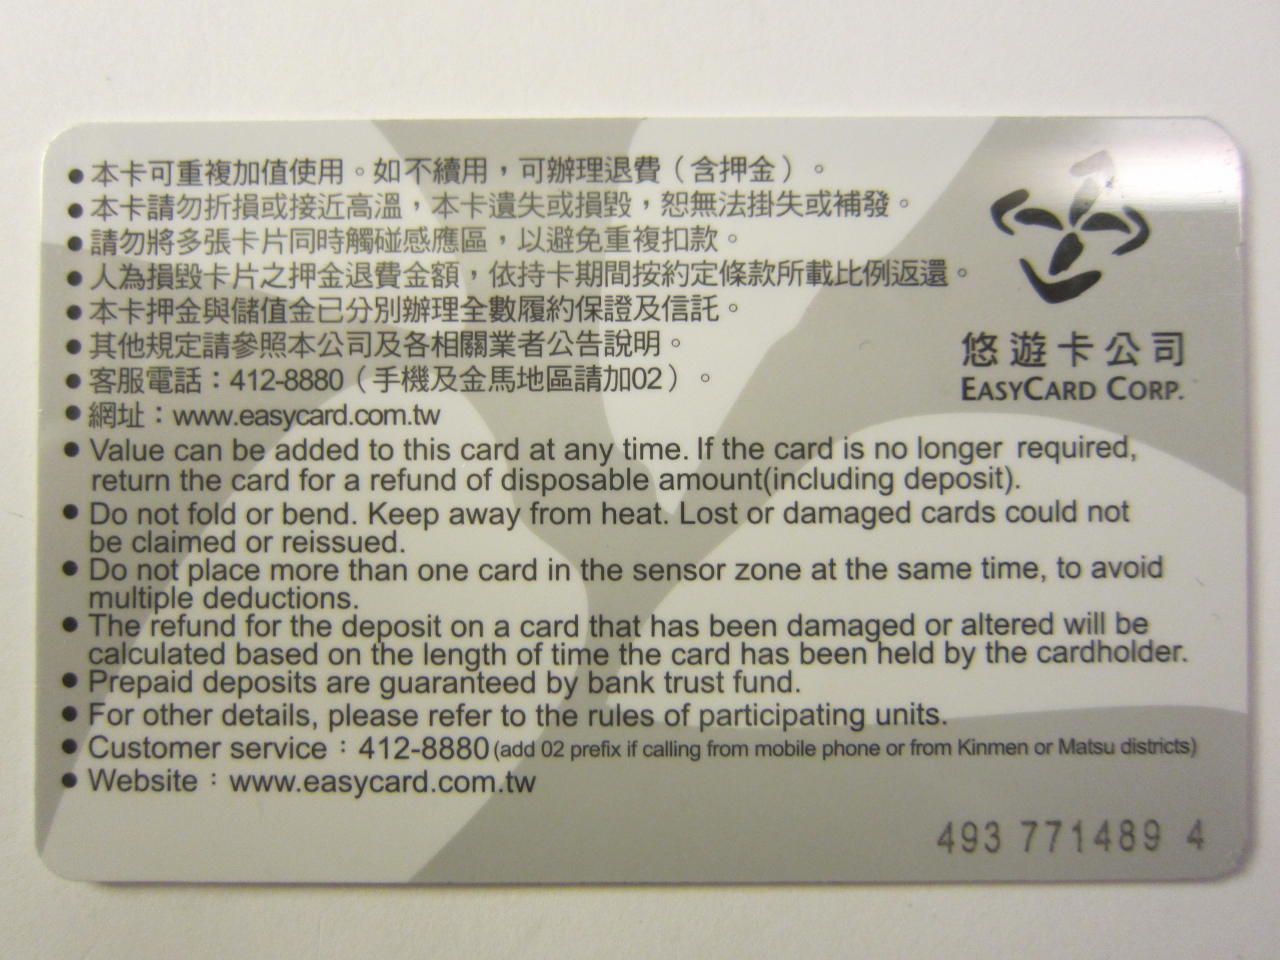 ●本卡可重複加值使用。如不續用，可辦理退費（含押金）。
●本卡請勿折損或接近高溫，本卡遺失或損毀，恕無法掛失或補發。
●請勿將多張卡片同時觸碰感應區，以避免重複扣款。
●人為損毀卡片之押金退費金額，依持卡期間按約定條款所載比例返還。
●本卡押金與儲值金已分別辦理全數履約保證及信託。
●其他規定請參照本公司及各相關業者公告說明。
●客服電話：412-8880（手機及金馬地區請加02）。
●網址：www.easycard.com.tw
悠遊卡公司
EASYCARD CORP.
●Value can be added to this card at any time. If the card is no longer required,
return the card for a refund of disposable amount(including deposit).
●Do not fold or bend. Keep away from heat. Lost or damaged cards could not
be claimed or reissued.
●Do not place more than one card in the sensor zone at the same time, to avoid
multiple deductions.
●The refund for the deposit on a card that has been damaged or altered will be
calculated based on the length of time the card has been held by the cardholder.
●Prepaid deposits are guaranteed by bank trust fund.
●For other details, please refer to the rules of participating units.
●Customer service：412-8880(add 02 prefix if calling from mobile phone or from Kinmen or Matsu districts)
●Website：www.easycard.com.tw
493 771489 4